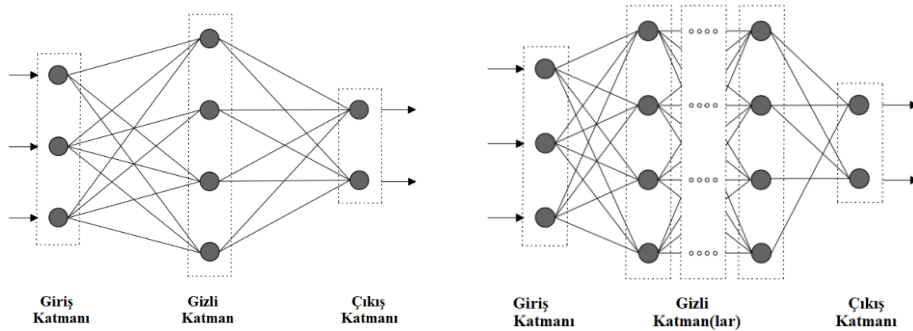 Giriş
Katmanı
Gizli
Katman
Çıkış
Katmanı
Giriş
Katmanı
Gizli
Katman(lar)
Çıkış
Katmanı